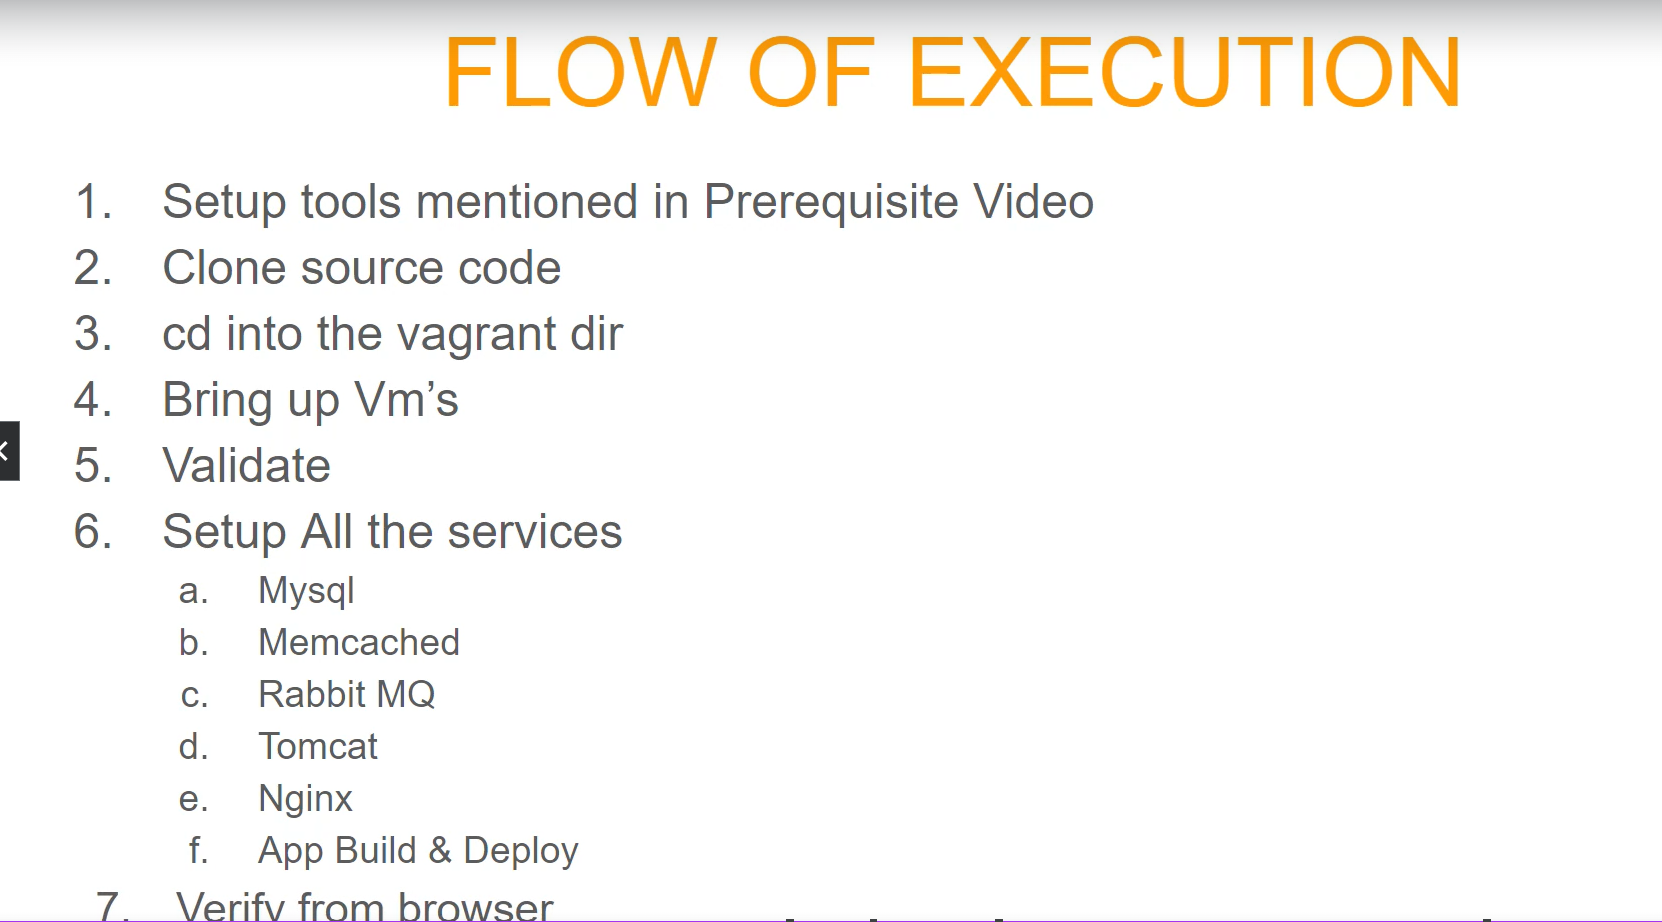 FLOW OF EXECUTION
1. Setup tools mentioned in Prerequisite Video
2. Clone source code
3. cd into the vagrant dir
4. Bring up Vm’s
5. Validate
6. Setup All the services
a. Mysql
b. Memcached
c. Rabbit MQ
d. Tomcat
e. Nginx
f. App Build & Deploy
7. Verify from browser